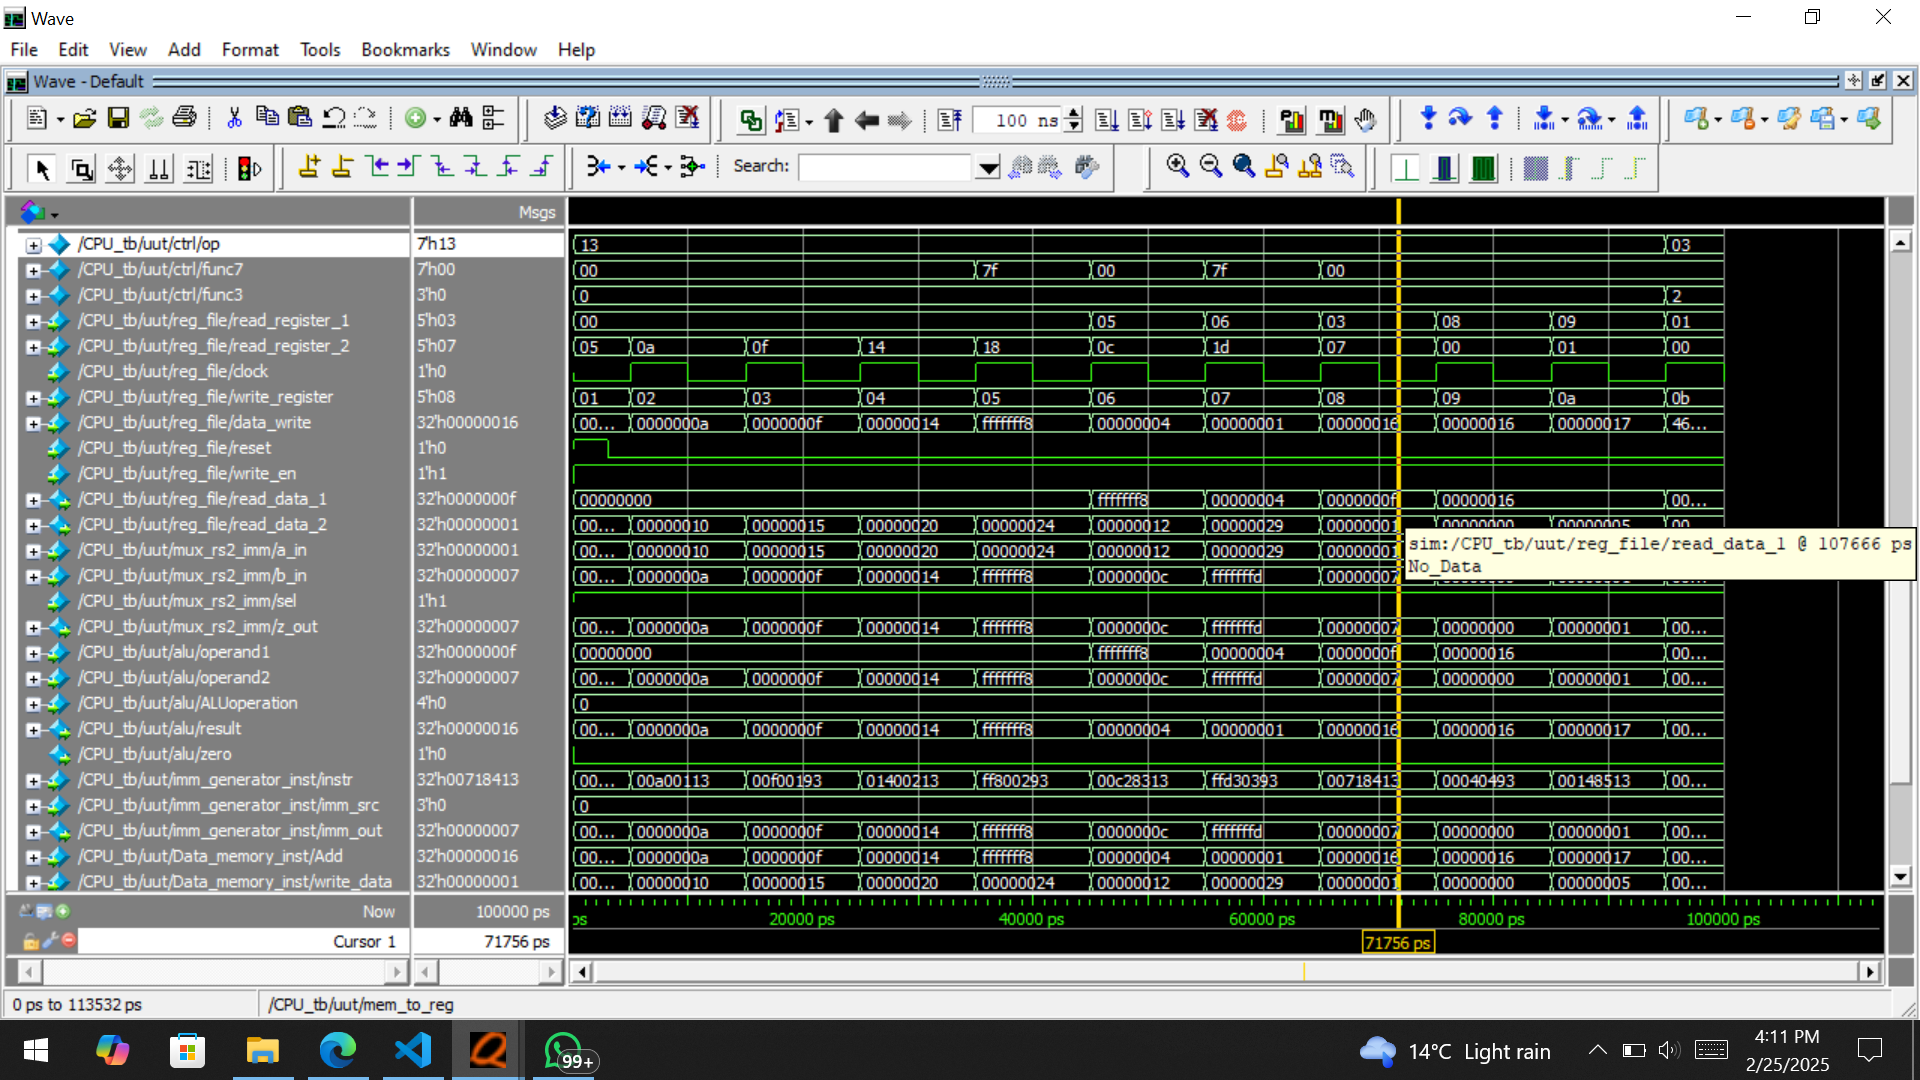 Wave
File Edit View Add Format Tools Bookmarks Window Help
Wave - Default
100 ns
Search:
Msgs
/CPU_tb/uut/ctrl/op 7'h13 13 03
/CPU_tb/uut/ctrl/func7 7'h00 00 7f 00 7f 00
/CPU_tb/uut/ctrl/func3 3'h0 0 2
/CPU_tb/uut/reg_file/read_register_1 5'h03 00 05 06 03 08 09 01
/CPU_tb/uut/reg_file/read_register_2 5'h07 05 0a 0f 14 18 0c 1d 07 00 01 00
/CPU_tb/uut/reg_file/clock 1'h0
/CPU_tb/uut/reg_file/write_register 5'h08 01 02 03 04 05 06 07 08 09 0a 0b
/CPU_tb/uut/reg_file/data_write 32'h00000016 00... 0000000a 0000000f 00000014 fffffff8 00000004 00000001 00000016 00000016 00000017 46...
/CPU_tb/uut/reg_file/reset 1'h0
/CPU_tb/uut/reg_file/write_en 1'h1
/CPU_tb/uut/reg_file/read_data_1 32'h0000000f 00000000 fffffff8 00000004 0000000f 00000016 00...
/CPU_tb/uut/reg_file/read_data_2 32'h00000001 00... 00000010 00000015 00000020 00000024 00000012 00000029 00000001 00000000 00000005 00...
/CPU_tb/uut/mux_rs2_imm/a_in 32'h00000001 00... 00000010 00000015 00000020 00000024 00000012 00000029 00000001
sim:/CPU_tb/uut/reg_file/read_data_1 @ 107666 ps
No_Data
/CPU_tb/uut/mux_rs2_imm/b_in 32'h00000007 00... 0000000a 0000000f 00000014 fffffff8 0000000c fffffffd 00000007
/CPU_tb/uut/mux_rs2_imm/sel 1'h1
/CPU_tb/uut/mux_rs2_imm/z_out 32'h00000007 00... 0000000a 0000000f 00000014 fffffff8 0000000c fffffffd 00000007 00000000 00000001 00...
/CPU_tb/uut/alu/operand1 32'h0000000f 00000000 fffffff8 00000004 0000000f 00000016 00...
/CPU_tb/uut/alu/operand2 32'h00000007 00... 0000000a 0000000f 00000014 fffffff8 0000000c fffffffd 00000007 00000000 00000001 00...
/CPU_tb/uut/alu/ALUoperation 4'h0 0
/CPU_tb/uut/alu/result 32'h00000016 00... 0000000a 0000000f 00000014 fffffff8 00000004 00000001 00000016 00000016 00000017 00...
/CPU_tb/uut/alu/zero 1'h0
/CPU_tb/uut/imm_generator_inst/instr 32'h00718413 00... 00a00113 00f00193 01400213 ff800293 00c28313 ffd30393 00718413 00040493 00148513 00...
/CPU_tb/uut/imm_generator_inst/imm_src 3'h0 0
/CPU_tb/uut/imm_generator_inst/imm_out 32'h00000007 00... 0000000a 0000000f 00000014 fffffff8 0000000c fffffffd 00000007 00000000 00000001 00...
/CPU_tb/uut/Data_memory_inst/Add 32'h00000016 00... 0000000a 0000000f 00000014 fffffff8 00000004 00000001 00000016 00000016 00000017 00...
/CPU_tb/uut/Data_memory_inst/write_data 32'h00000001 00... 00000010 00000015 00000020 00000024 00000012 00000029 00000001 00000000 00000005 00...
Now 100000 ps ps 20000 ps 40000 ps 60000 ps 80000 ps 100000 ps
Cursor 1 71756 ps 71756 ps
0 ps to 113532 ps /CPU_tb/uut/mem_to_reg
99+
14°C Light rain
4:11 PM
2/25/2025